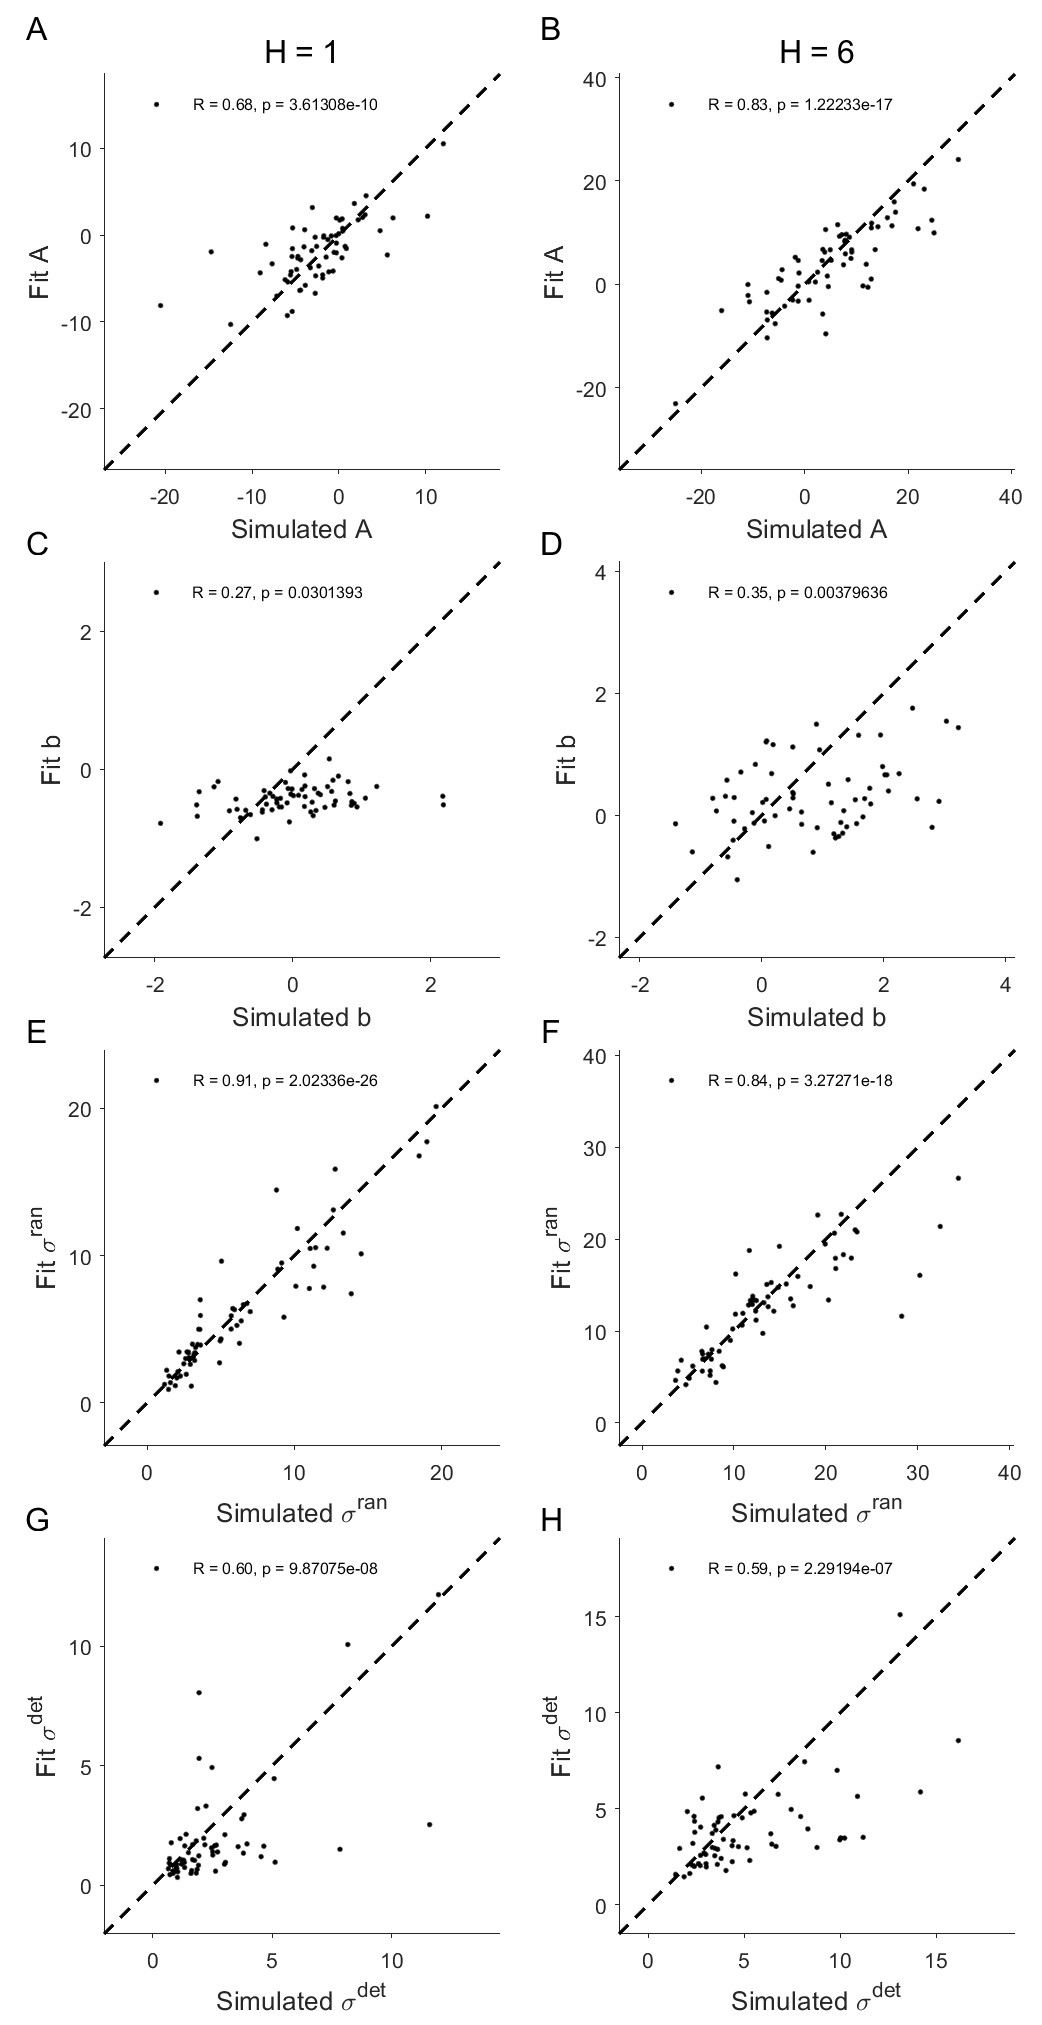 A
B
H = 1
H = 6
R = 0.68, p = 3.61308e-10
R = 0.83, p = 1.22233e-17
10
0
-10
-20
Fit A
-20
-10
0
10
Simulated A
40
20
0
-20
Fit A
-20
0
20
40
Simulated A
C
D
R = 0.27, p = 0.0301393
R = 0.35, p = 0.00379636
2
0
-2
Fit b
-2
0
2
Simulated b
4
2
0
-2
Fit b
-2
0
2
4
Simulated b
E
F
R = 0.91, p = 2.02336e-26
R = 0.84, p = 3.27271e-18
20
10
0
Fit σ^ran
0
10
20
Simulated σ^ran
40
30
20
10
0
Fit σ^ran
0
10
20
30
40
Simulated σ^ran
G
H
R = 0.60, p = 9.87075e-08
R = 0.59, p = 2.29194e-07
10
5
0
Fit σ^det
0
5
10
Simulated σ^det
15
10
5
0
Fit σ^det
0
5
10
15
Simulated σ^det